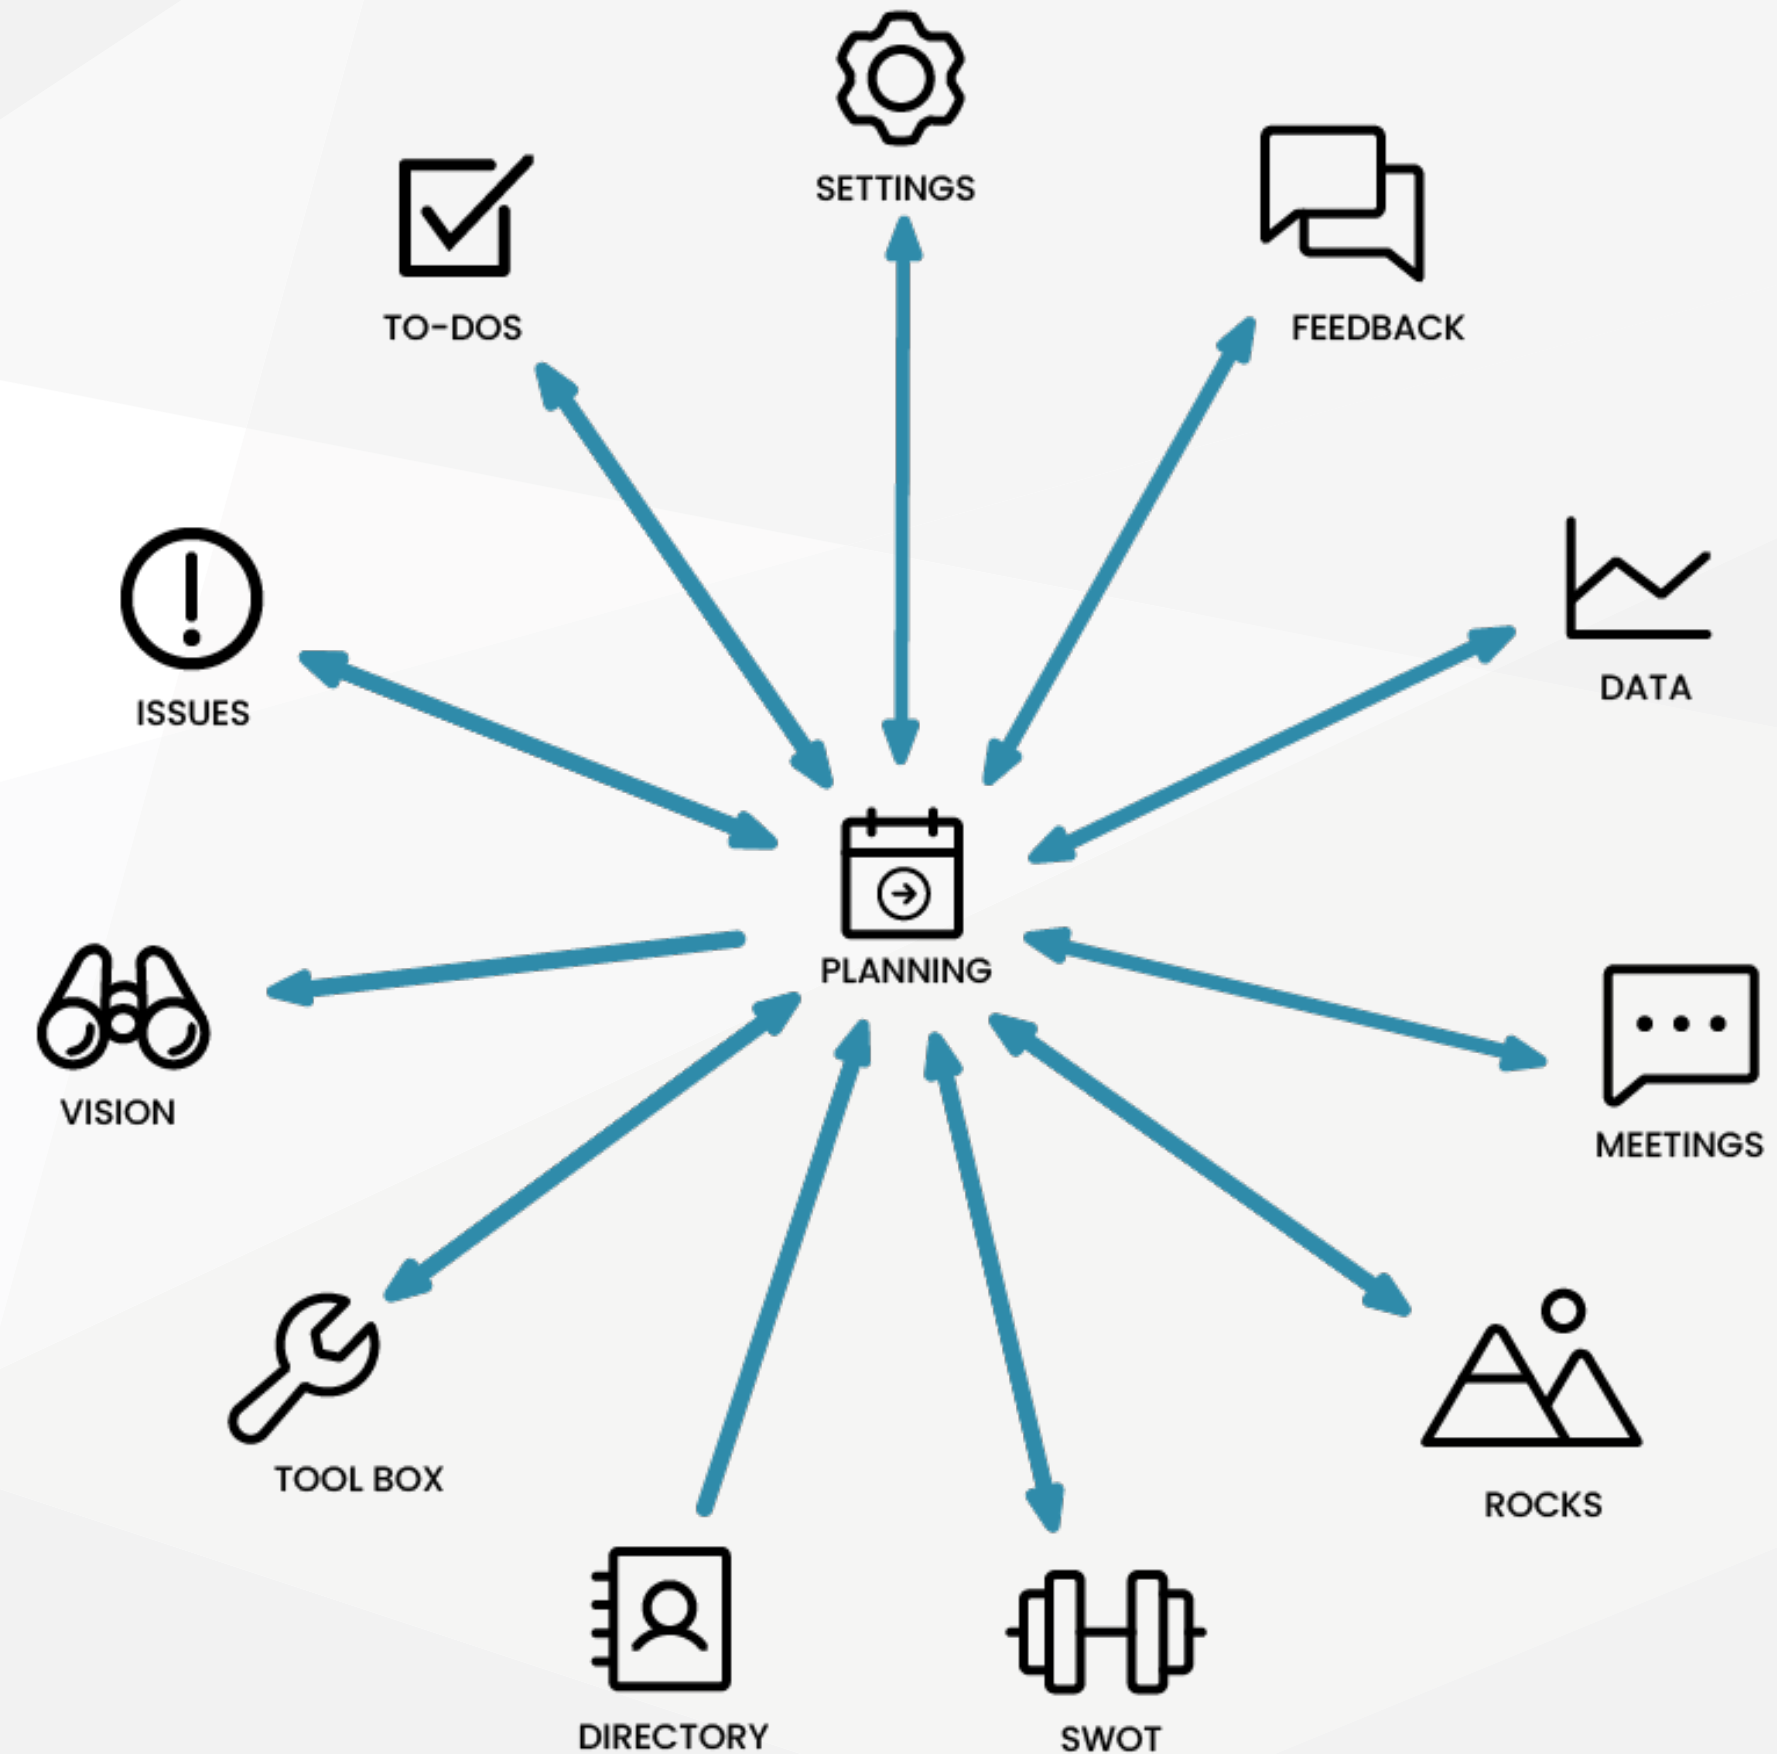 SETTINGS
TO-DOS
FEEDBACK
DATA
ISSUES
PLANNING
VISION
MEETINGS
TOOL BOX
ROCKS
DIRECTORY
SWOT